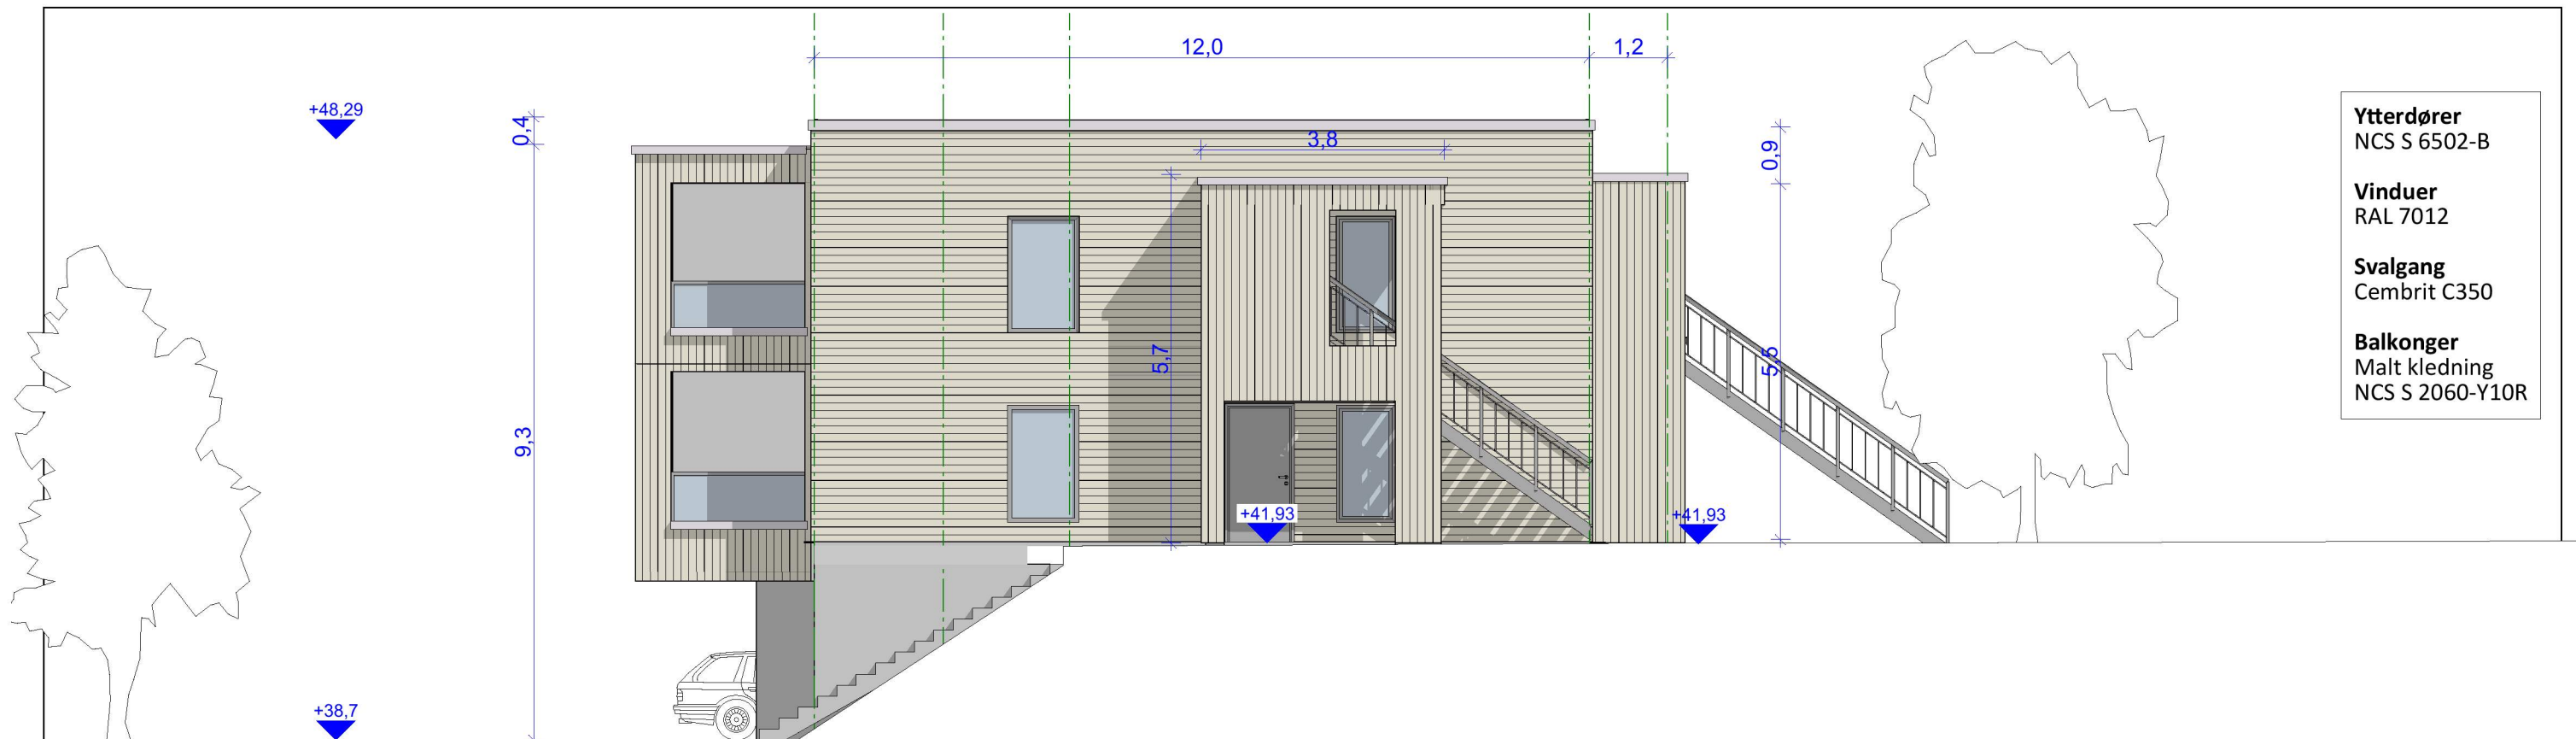 12,0
1,2
+48,29
0,4
3,8
0,9
Ytterdører
NCS S 6502-B
Vinduer
RAL 7012
Svalgang
Cembrit C350
Balkonger
Malt kledning
NCS S 2060-Y10R
5,7
5,5
9,3
+41,93
+41,93
+38,7